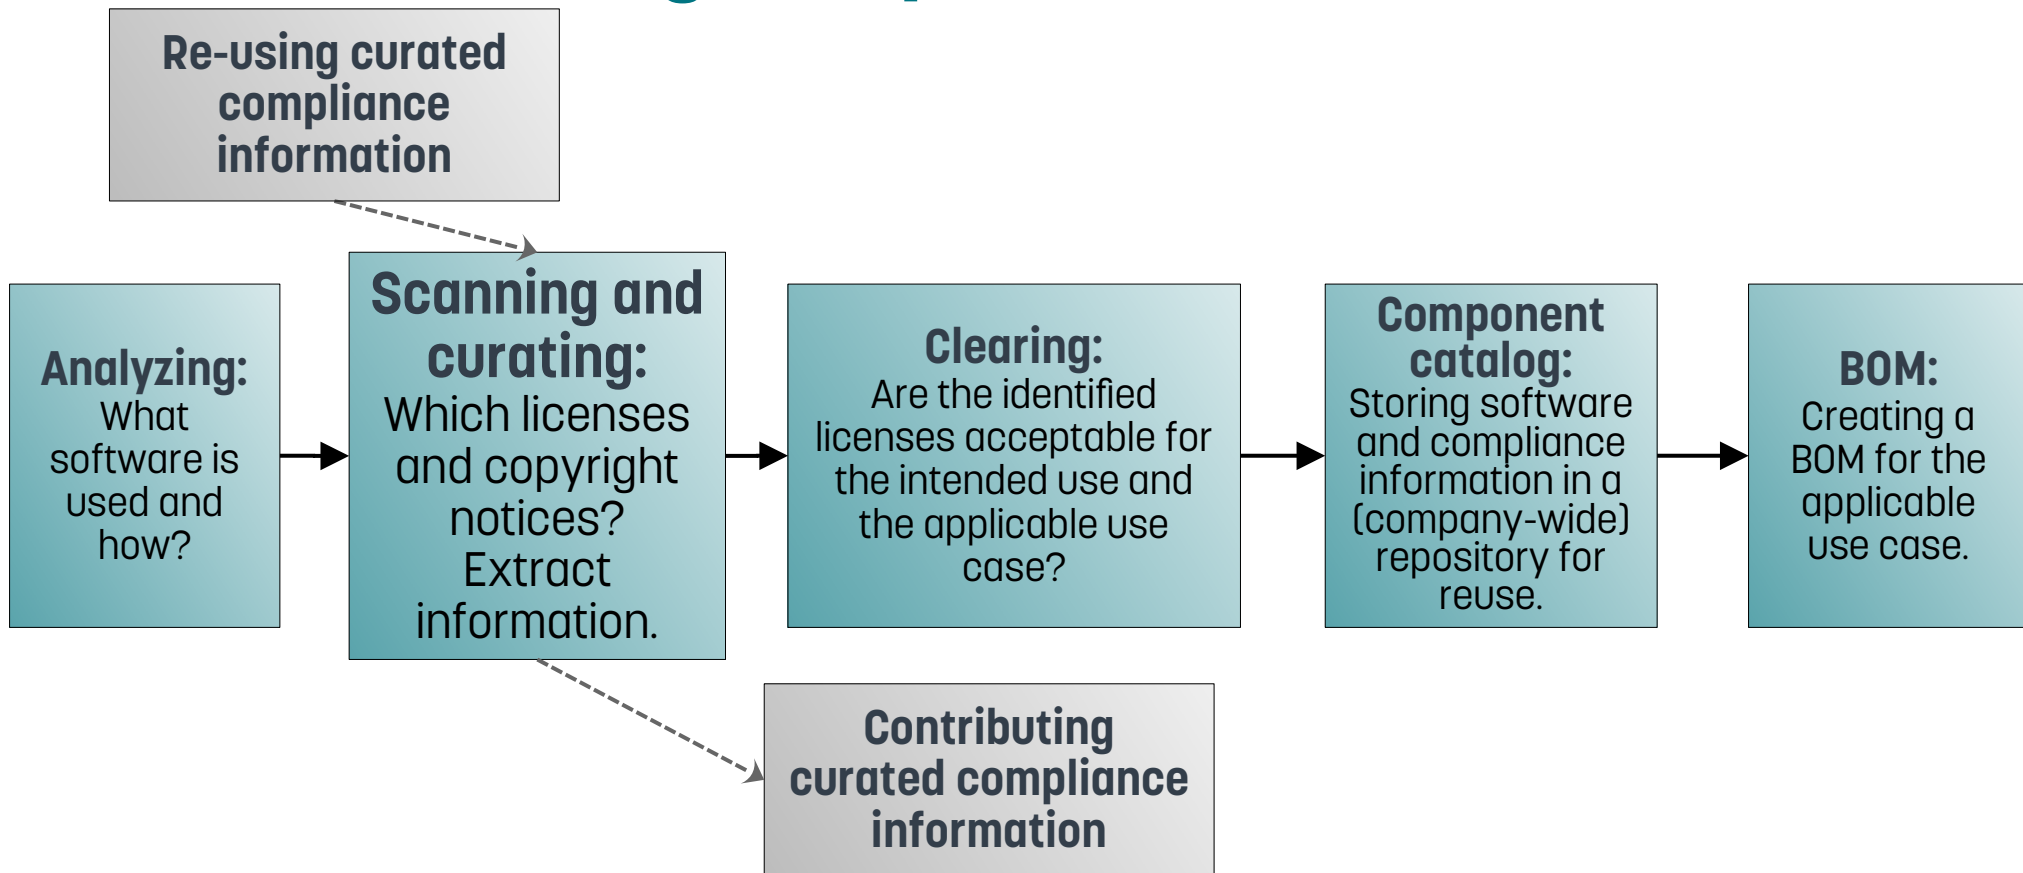 Re-using curated
compliance
information
Analyzing:
What
software is
used and
how?
Scanning and
curating:
Which licenses
and copyright
notices?
Extract
information.
Clearing:
Are the identified
licenses acceptable for
the intended use and
the applicable use
case?
Component
catalog:
Storing software
and compliance
information in a
(company-wide)
repository for
reuse.
BOM:
Creating a
BOM for the
applicable
use case.
Contributing
curated compliance
information